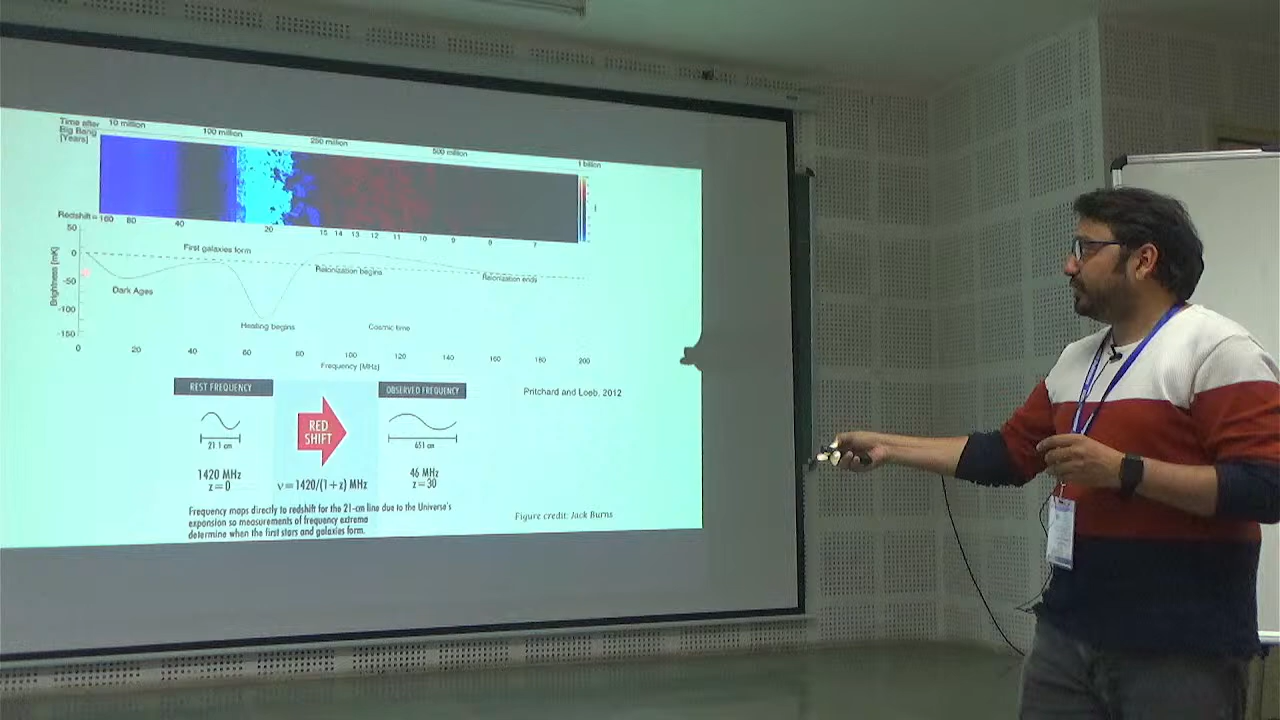 Time after
Big Bang
[Years]
10 million
100 million
250 million
500 million
1 billion
Redshift= 160 80 40 20 15 14 13 12 11 10 9 8 7
50
0
-50
-100
-150
Brightness [mK]
First galaxies form
Dark Ages
Reionization begins
Reionization ends
Heating begins
Cosmic time
0 20 40 60 80 100 120 140 160 180 200
Frequency [MHz]
REST FREQUENCY
OBSERVED FREQUENCY
RED
SHIFT
21.1 cm
651 cm
1420 MHz
z=0
ν=1420/(1+z) MHz
46 MHz
z=30
Pritchard and Loeb, 2012
Frequency maps directly to redshift for the 21-cm line due to the Universe's
expansion so measurements of frequency extrema
determine when the first stars and galaxies form.
Figure credit: Jack Burns